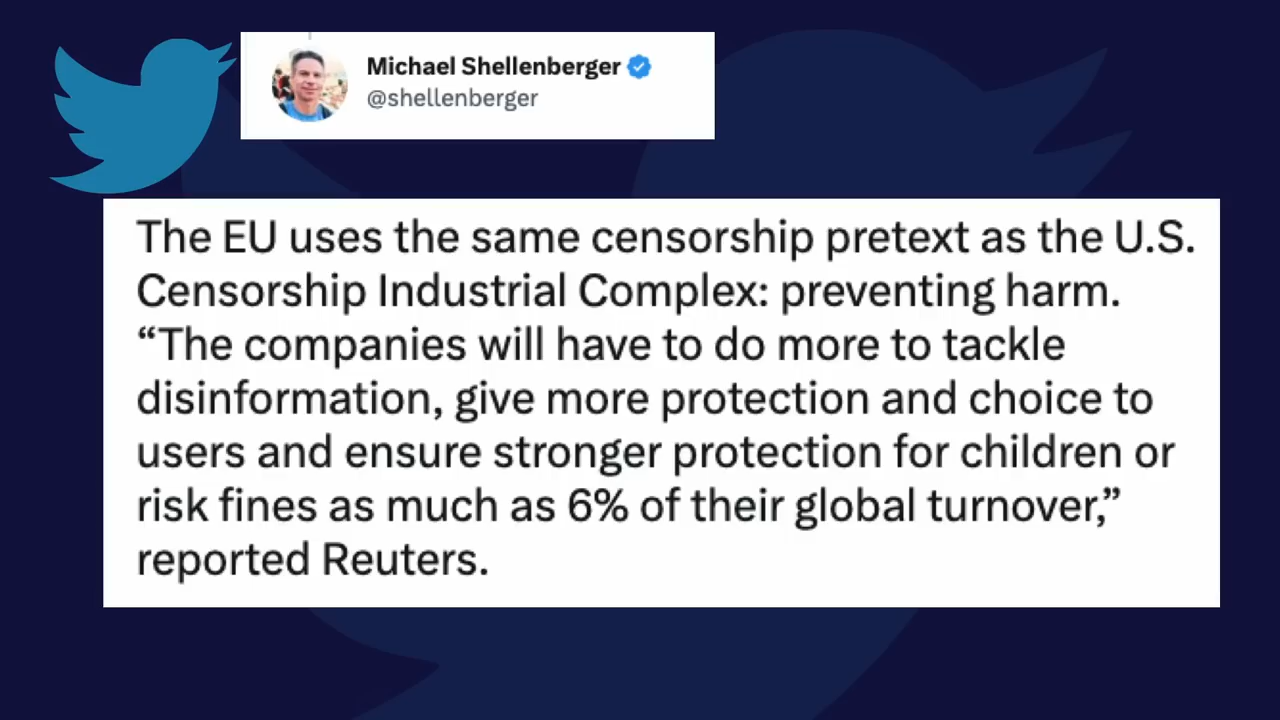 Michael Shellenberger
@shellenberger
The EU uses the same censorship pretext as the U.S.
Censorship Industrial Complex: preventing harm.
“The companies will have to do more to tackle
disinformation, give more protection and choice to
users and ensure stronger protection for children or
risk fines as much as 6% of their global turnover,”
reported Reuters.